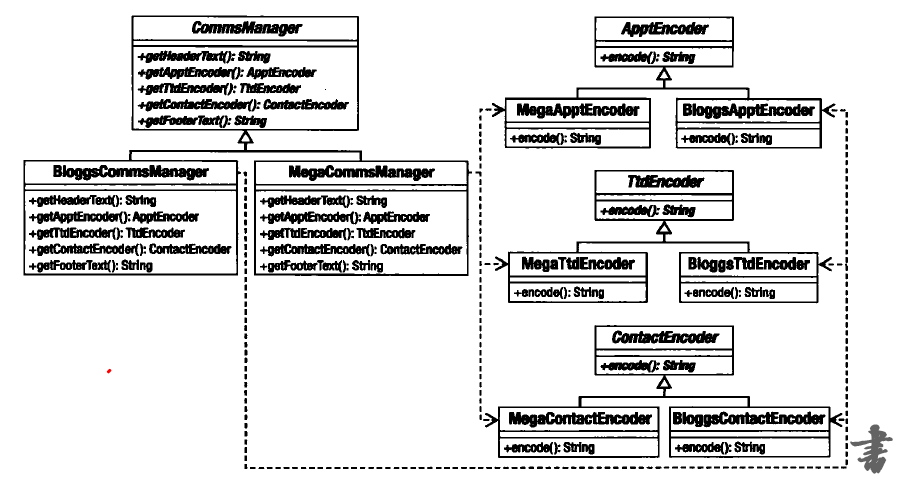 CommsManager
+getHeaderText(): String
+getApptEncoder(): ApptEncoder
+getTtdEncoder(): TtdEncoder
+getContactEncoder(): ContactEncoder
+getFooterText(): String
BloggsCommsManager
+getHeaderText(): String
+getApptEncoder(): ApptEncoder
+getTtdEncoder(): TtdEncoder
+getContactEncoder(): ContactEncoder
+getFooterText(): String
MegaCommsManager
+getHeaderText(): String
+getApptEncoder(): ApptEncoder
+getTtdEncoder(): TtdEncoder
+getContactEncoder(): ContactEncoder
+getFooterText(): String
ApptEncoder
+encode(): String
MegaApptEncoder
+encode(): String
BloggsApptEncoder
+encode(): String
TtdEncoder
+encode(): String
MegaTtdEncoder
+encode(): String
BloggsTtdEncoder
+encode(): String
ContactEncoder
+encode(): String
MegaContactEncoder
+encode(): String
BloggsContactEncoder
+encode(): String
書